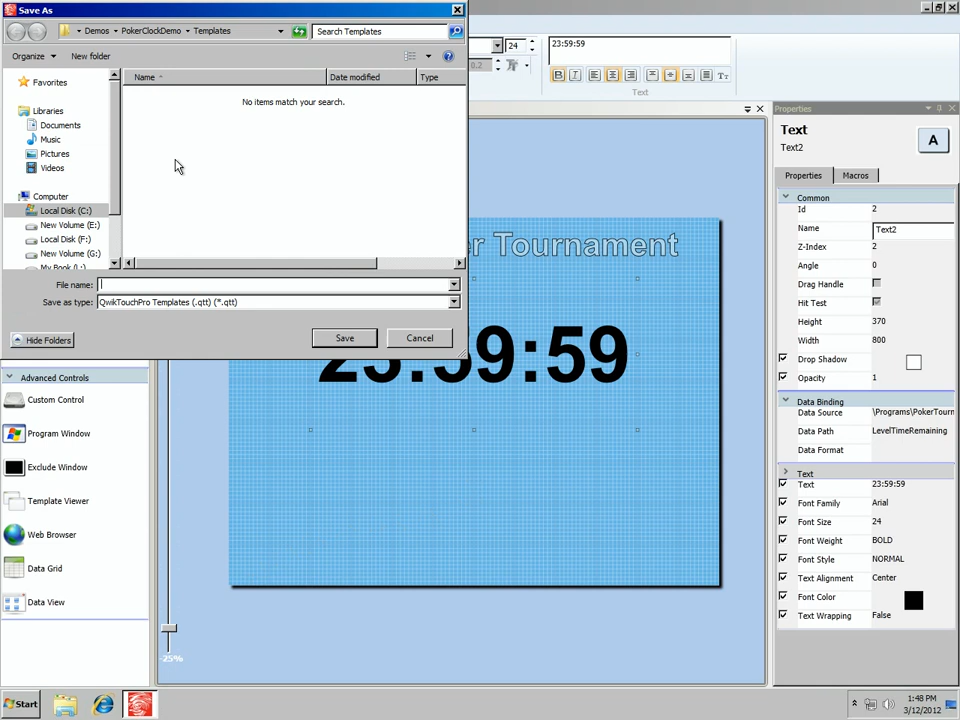 Save As
Demos
PokerClockDemo
Templates
Search Templates
Organize
New folder
Name
Date modified
Type
Favorites
Libraries
Documents
Music
Pictures
Videos
Computer
Local Disk (C:)
New Volume (E:)
Local Disk (F:)
New Volume (G:)
My Book (L:)
No items match your search.
File name:
Save as type:
QwikTouchPro Templates (.qtt) (*.qtt)
Hide Folders
Save
Cancel
24
0.2
23:59:59
B
I
Text
er Tournament
23:59:59
Advanced Controls
Custom Control
Program Window
Exclude Window
Template Viewer
Web Browser
Data Grid
Data View
-25%
Properties
Text
Text2
A
Properties
Macros
Common
Id
2
Name
Text2
Z-Index
2
Angle
0
Drag Handle
Hit Test
Height
370
Width
800
Drop Shadow
Opacity
1
Data Binding
Data Source
\Programs\PokerTourn
Data Path
LevelTimeRemaining
Data Format
Text
Text
23:59:59
Font Family
Arial
Font Size
24
Font Weight
BOLD
Font Style
NORMAL
Text Alignment
Center
Font Color
Text Wrapping
False
Start
1:48 PM
3/12/2012